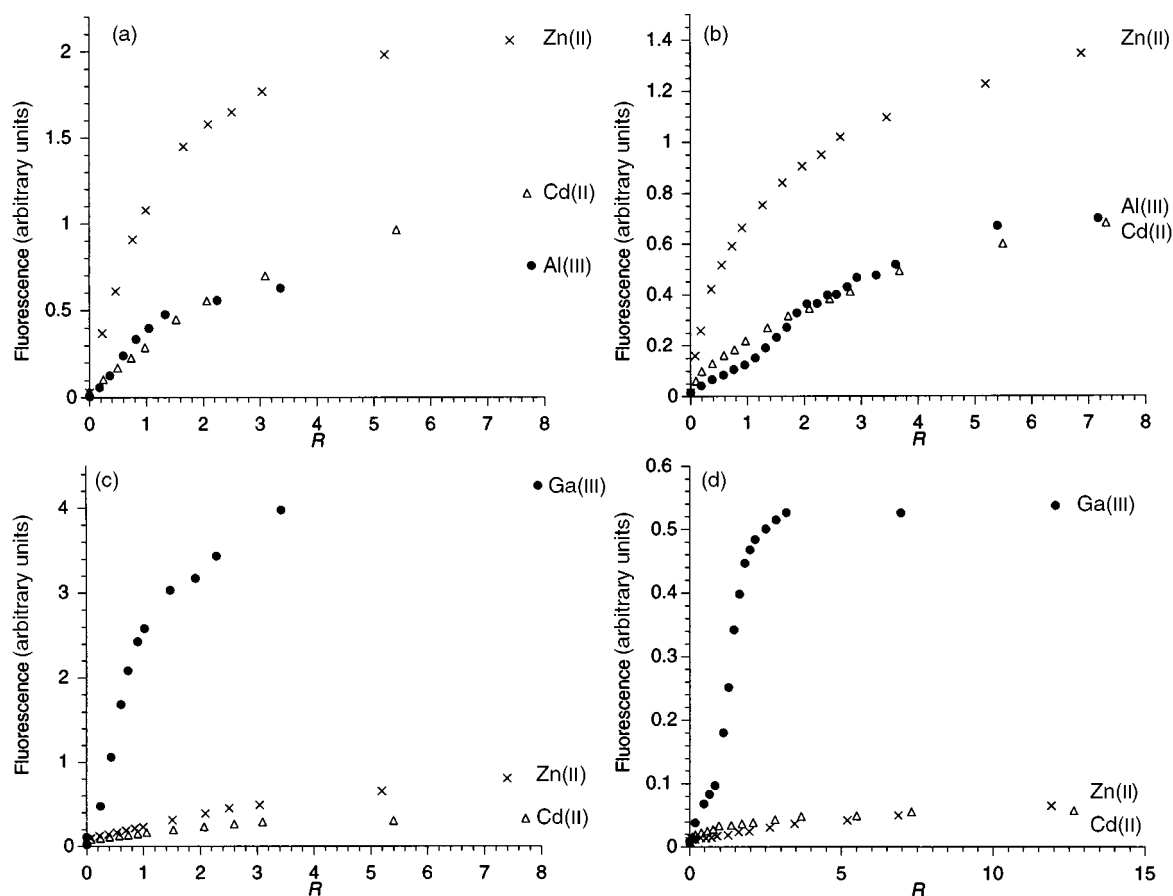 (a)
Zn(II)
Cd(II)
Al(III)
Fluorescence (arbitrary units)
2
1.5
1
0.5
0
0 1 2 3 4 5 6 7 8
R
(b)
Zn(II)
Al(III)
Cd(II)
Fluorescence (arbitrary units)
1.4
1.2
1
0.8
0.6
0.4
0.2
0
0 1 2 3 4 5 6 7 8
R
(c)
Ga(III)
Zn(II)
Cd(II)
Fluorescence (arbitrary units)
4
3
2
1
0
0 1 2 3 4 5 6 7 8
R
(d)
Ga(III)
Zn(II)
Cd(II)
Fluorescence (arbitrary units)
0.6
0.5
0.4
0.3
0.2
0.1
0
0 5 10 15
R